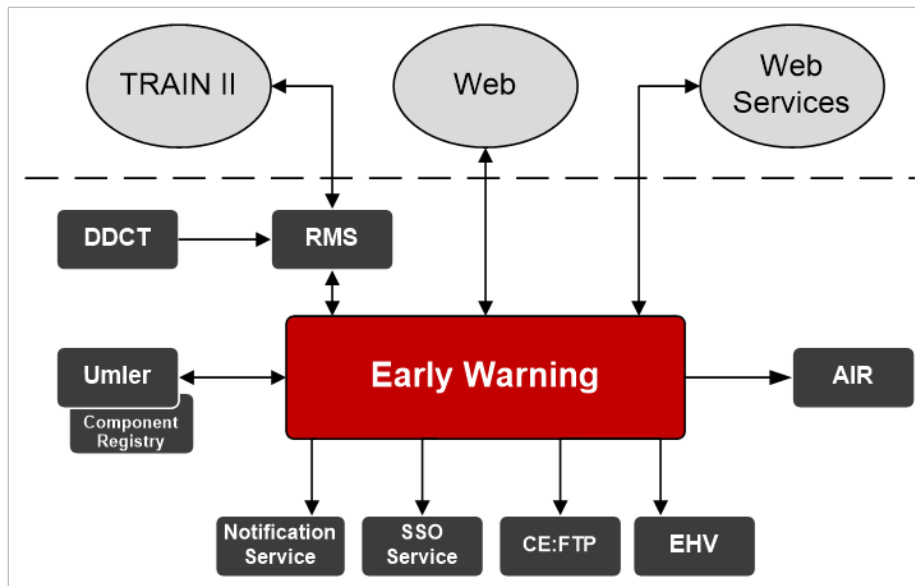 TRAIN II
Web
Web
Services
DDCT
RMS
Umler
Component
Registry
Early Warning
AIR
Notification
Service
SSO
Service
CE:FTP
EHV